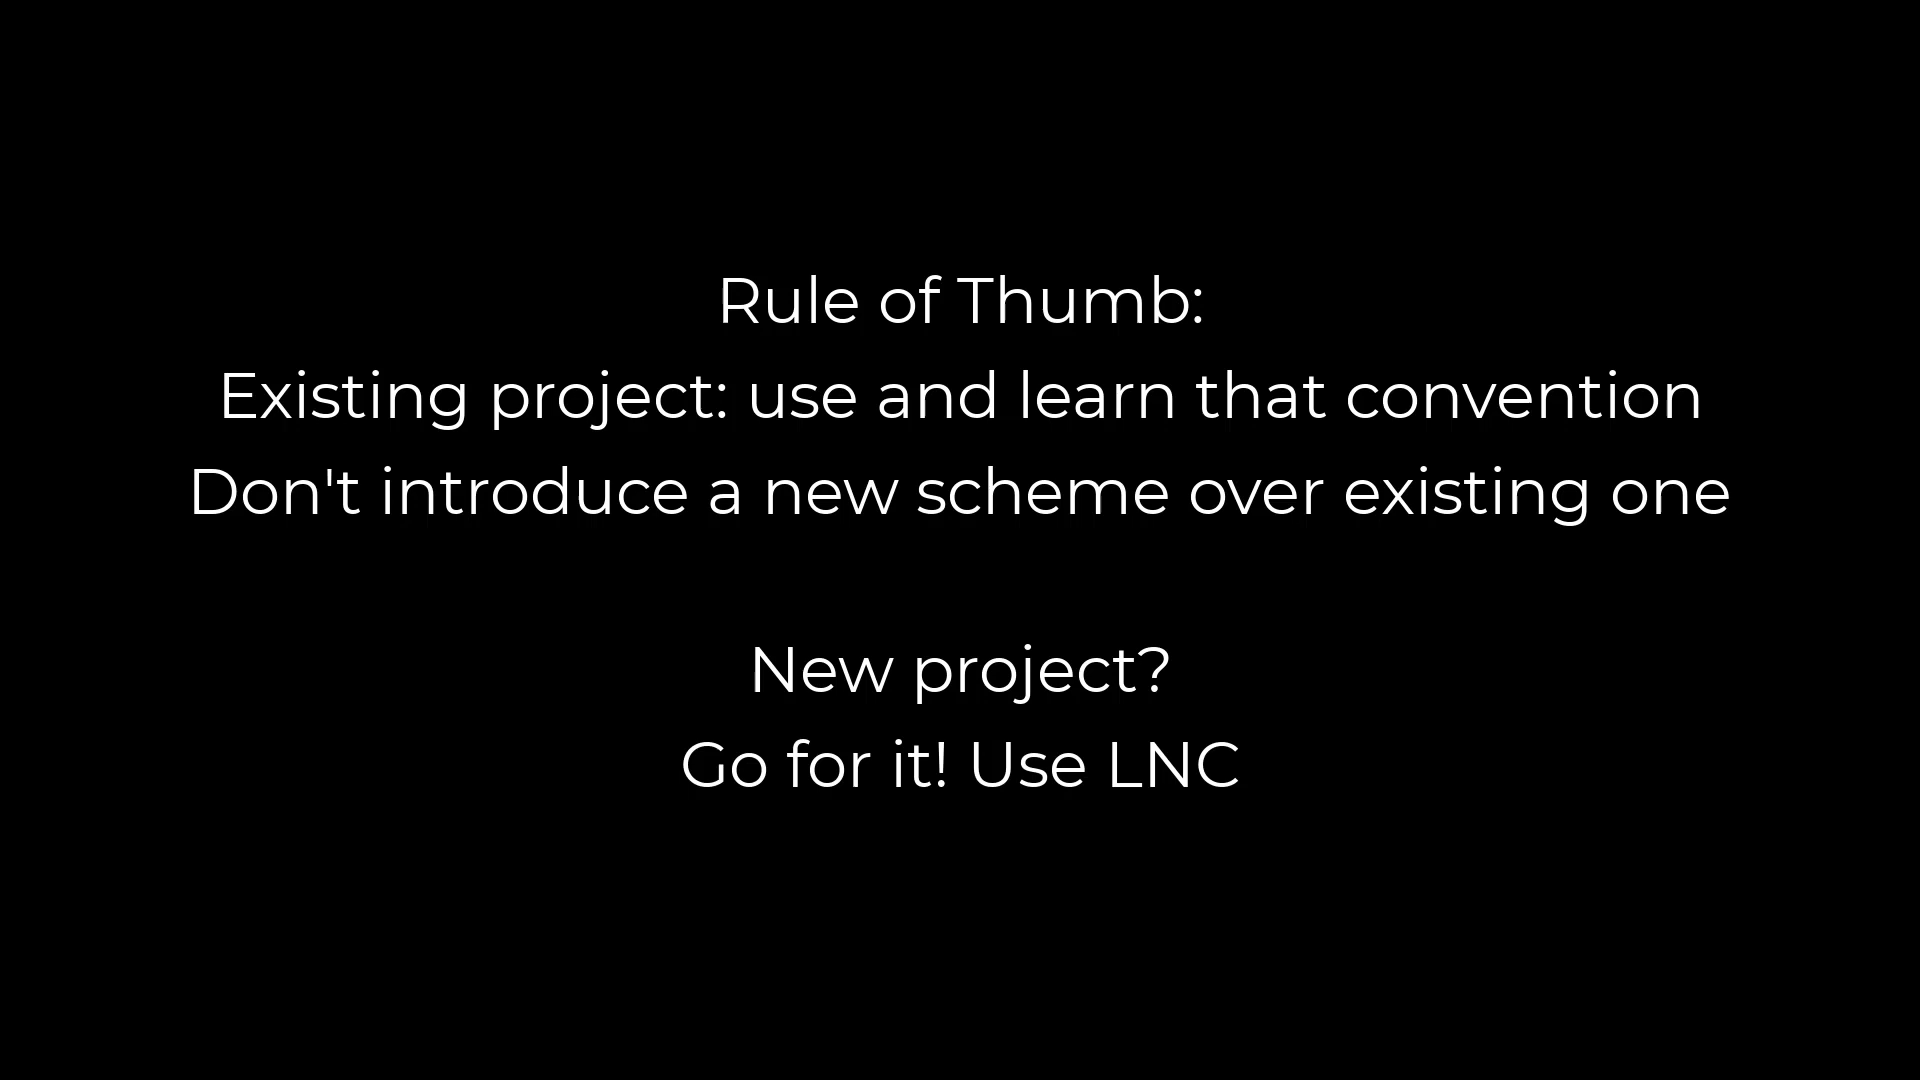 Rule of Thumb:
Existing project: use and learn that convention
Don't introduce a new scheme over existing one
New project?
Go for it! Use LNC